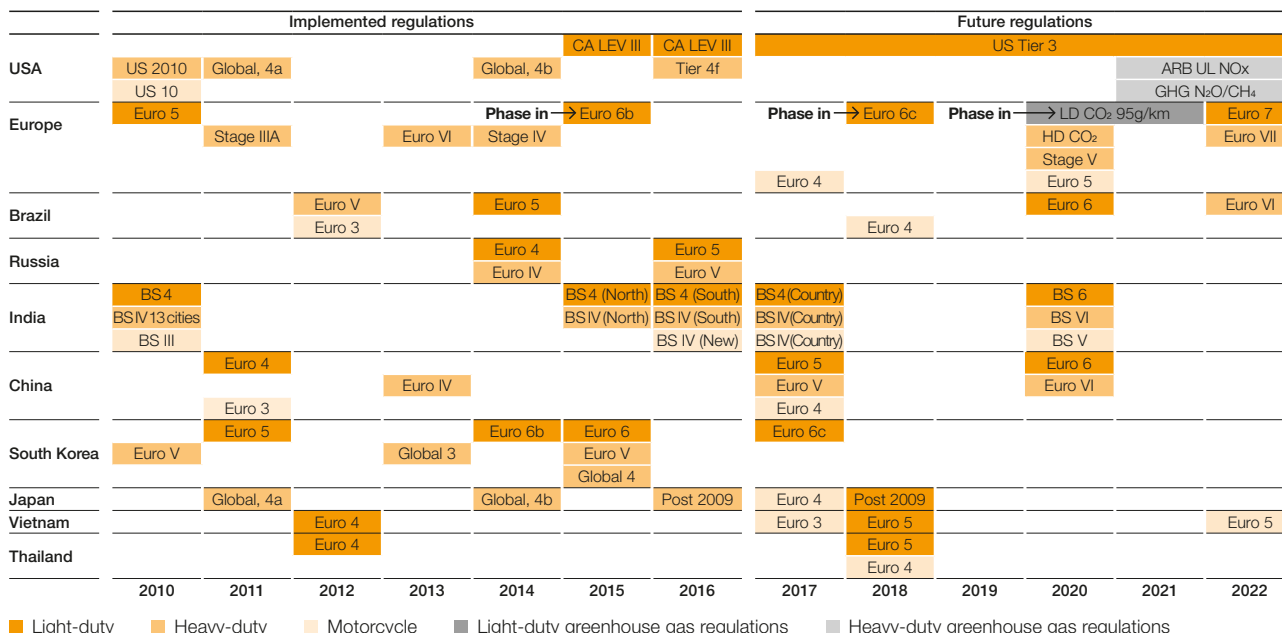 Implemented regulations Future regulations
CA LEV III CA LEV III US Tier 3
USA US 2010 Global, 4a Global, 4b Tier 4f ARB UL NOx
US 10 GHG N₂O/CH₄
Europe Euro 5 Phase in → Euro 6b Phase in → Euro 6c Phase in → LD CO₂ 95g/km Euro 7
Stage IIIA Euro VI Stage IV HD CO₂ Euro VII
Stage V
Euro 4 Euro 5
Brazil Euro V Euro 5 Euro 6 Euro VI
Euro 3 Euro 4
Russia Euro 4 Euro 5
Euro IV Euro V
BS 4 BS 4 (North) BS 4 (South) BS 4 (Country) BS 6
India BS IV 13 cities BS IV (North) BS IV (South) BS IV (Country) BS VI
BS III BS IV (New) BS IV (Country) BS V
Euro 4 Euro 5 Euro 6
China Euro IV Euro V Euro VI
Euro 3 Euro 4
Euro 5 Euro 6b Euro 6 Euro 6c
South Korea Euro V Global 3 Euro V
Global 4
Japan Global, 4a Global, 4b Post 2009 Euro 4 Post 2009
Vietnam Euro 4 Euro 3 Euro 5 Euro 5
Thailand Euro 4 Euro 5
Euro 4
2010 2011 2012 2013 2014 2015 2016 2017 2018 2019 2020 2021 2022
Light-duty Heavy-duty Motorcycle Light-duty greenhouse gas regulations Heavy-duty greenhouse gas regulations